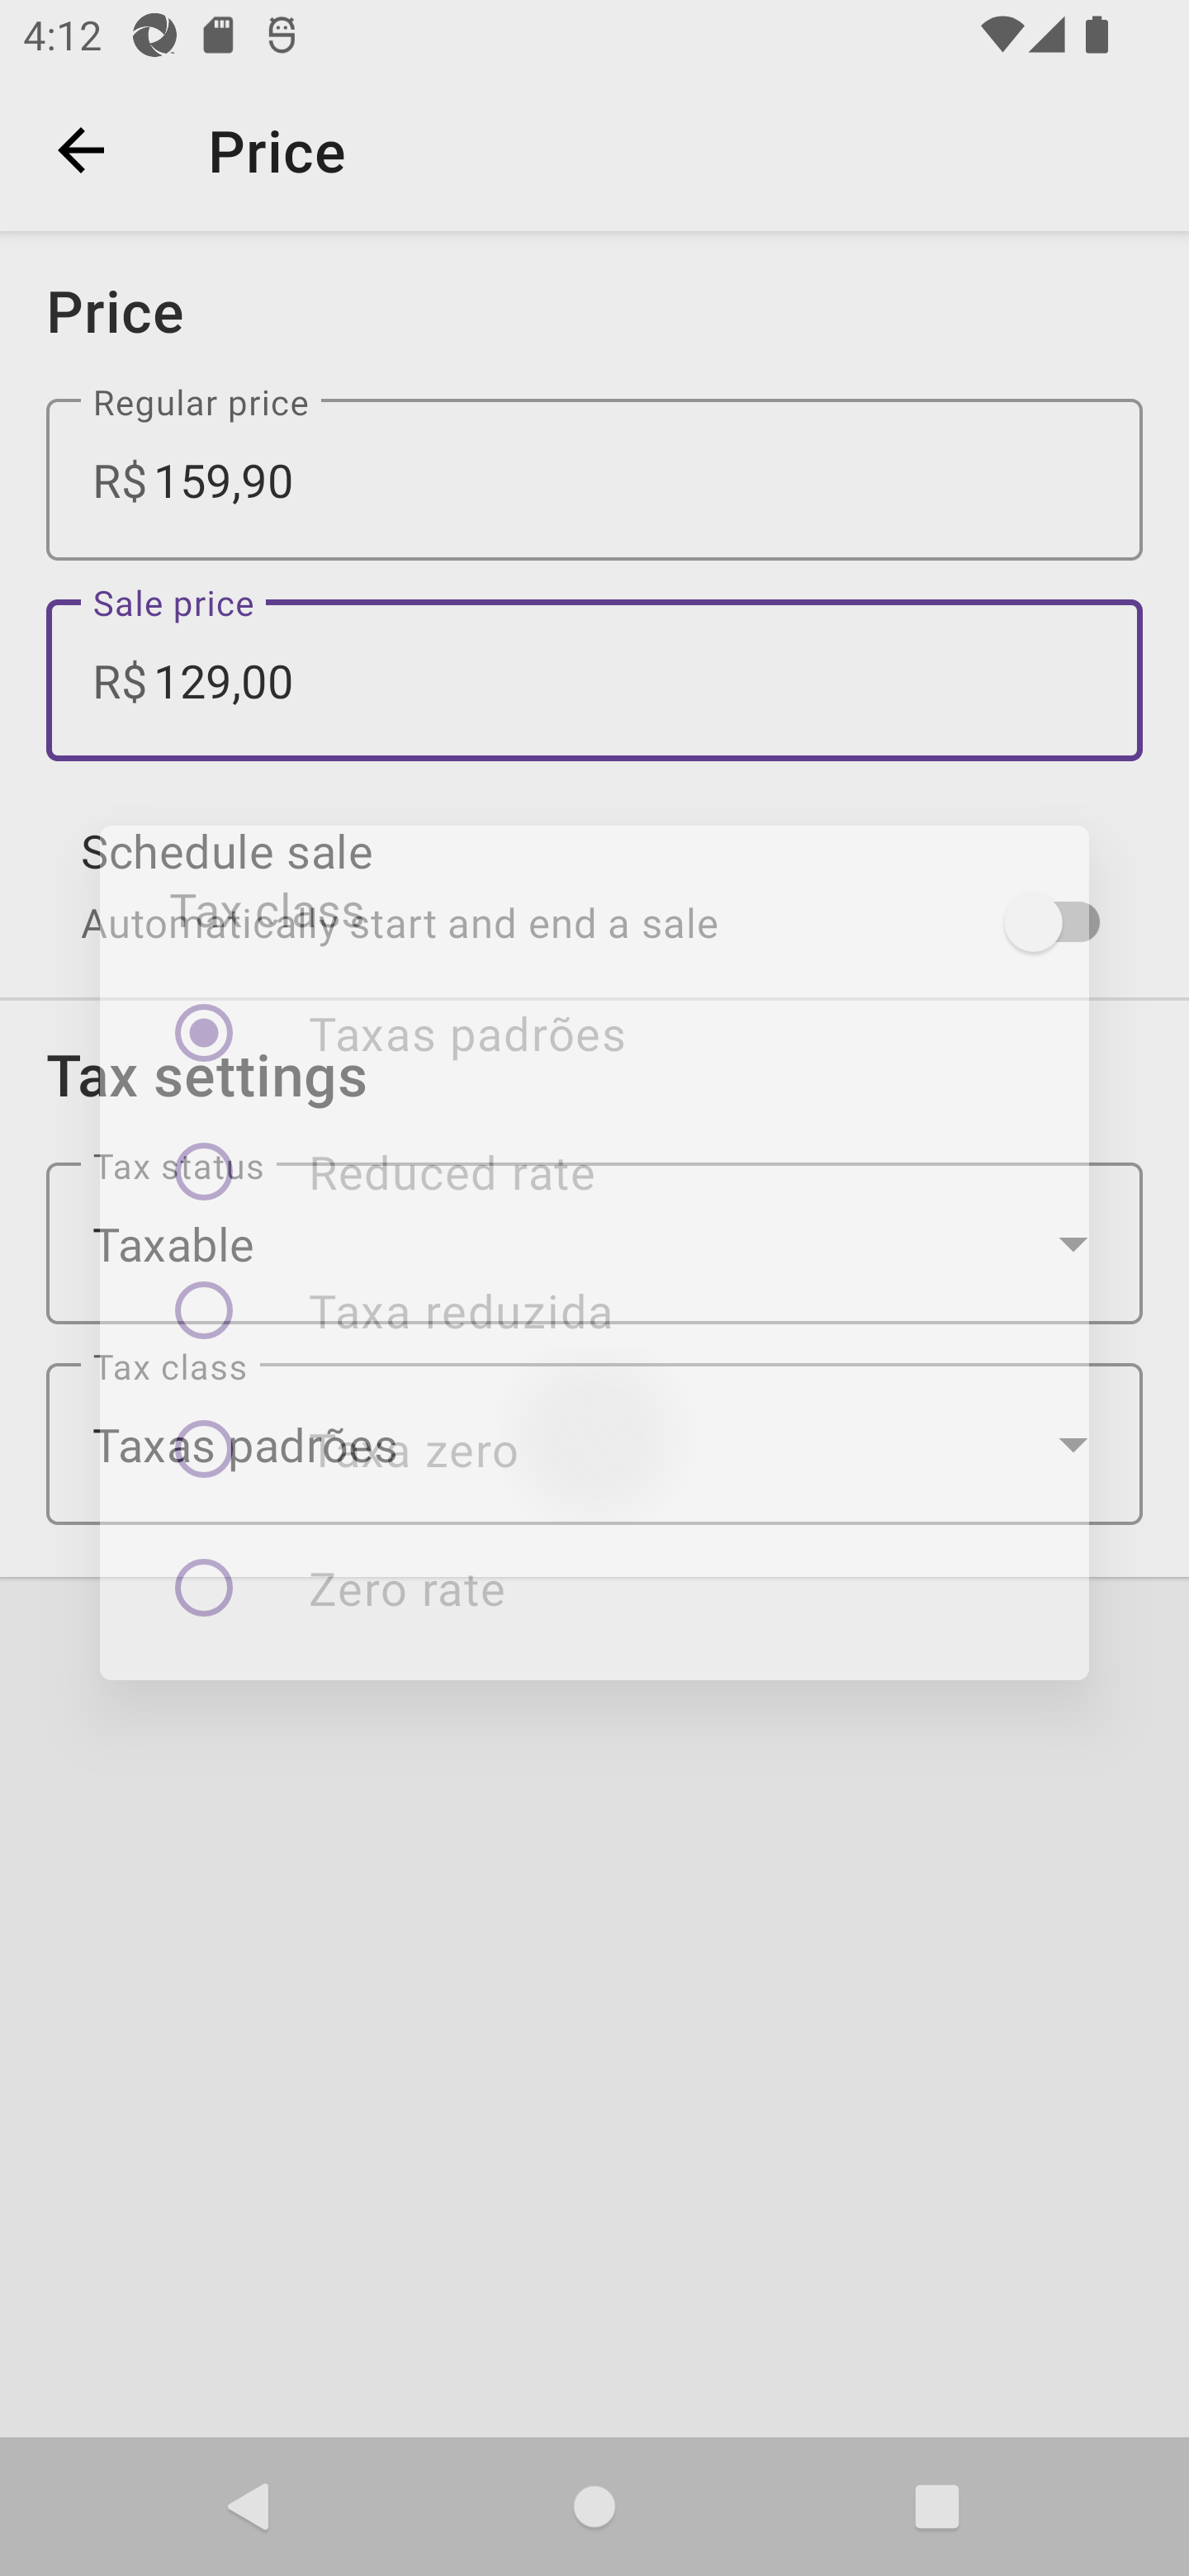 4:12
Price
Price
Regular price
R$ 159,90
Sale price
R$ 129,00
Schedule sale
Automatically start and end a sale
Tax class
Taxas padrões
Tax settings
Reduced rate
Tax status
Taxable
Taxa reduzida
Tax class
Taxas padrões
Taxa zero
Zero rate